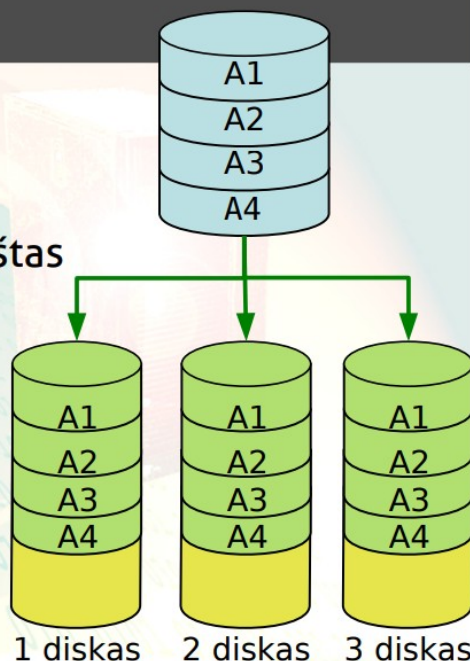 A1
A2
A3
A4
štas
A1 A1 A1
A2 A2 A2
A3 A3 A3
A4 A4 A4
1 diskas 2 diskas 3 diskas